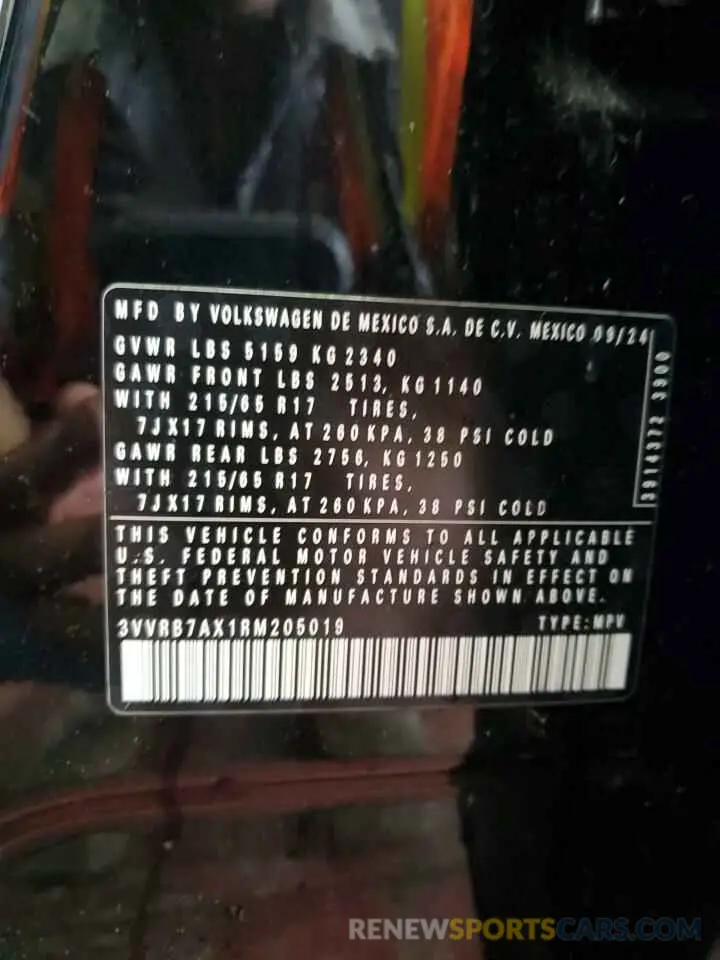 MFD BY VOLKSWAGEN DE MEXICO S.A. DE C.V. MEXICO 09/24
GVWR LBS 5159 KG 2340
GAWR FRONT LBS 2513, KG 1140
WITH 215/65 R17 TIRES,
7JX17 RIMS, AT 260 KPA, 38 PSI COLD
GAWR REAR LBS 2756, KG 1250
WITH 215/65 R17 TIRES,
7JX17 RIMS, AT 260 KPA, 38 PSI COLD
3914372 3900
THIS VEHICLE CONFORMS TO ALL APPLICABLE
U.S. FEDERAL MOTOR VEHICLE SAFETY AND
THEFT PREVENTION STANDARDS IN EFFECT ON
THE DATE OF MANUFACTURE SHOWN ABOVE.
3VVRB7AX1RM205019 TYPE: MPV
RENEWSPORTSCARS.COM